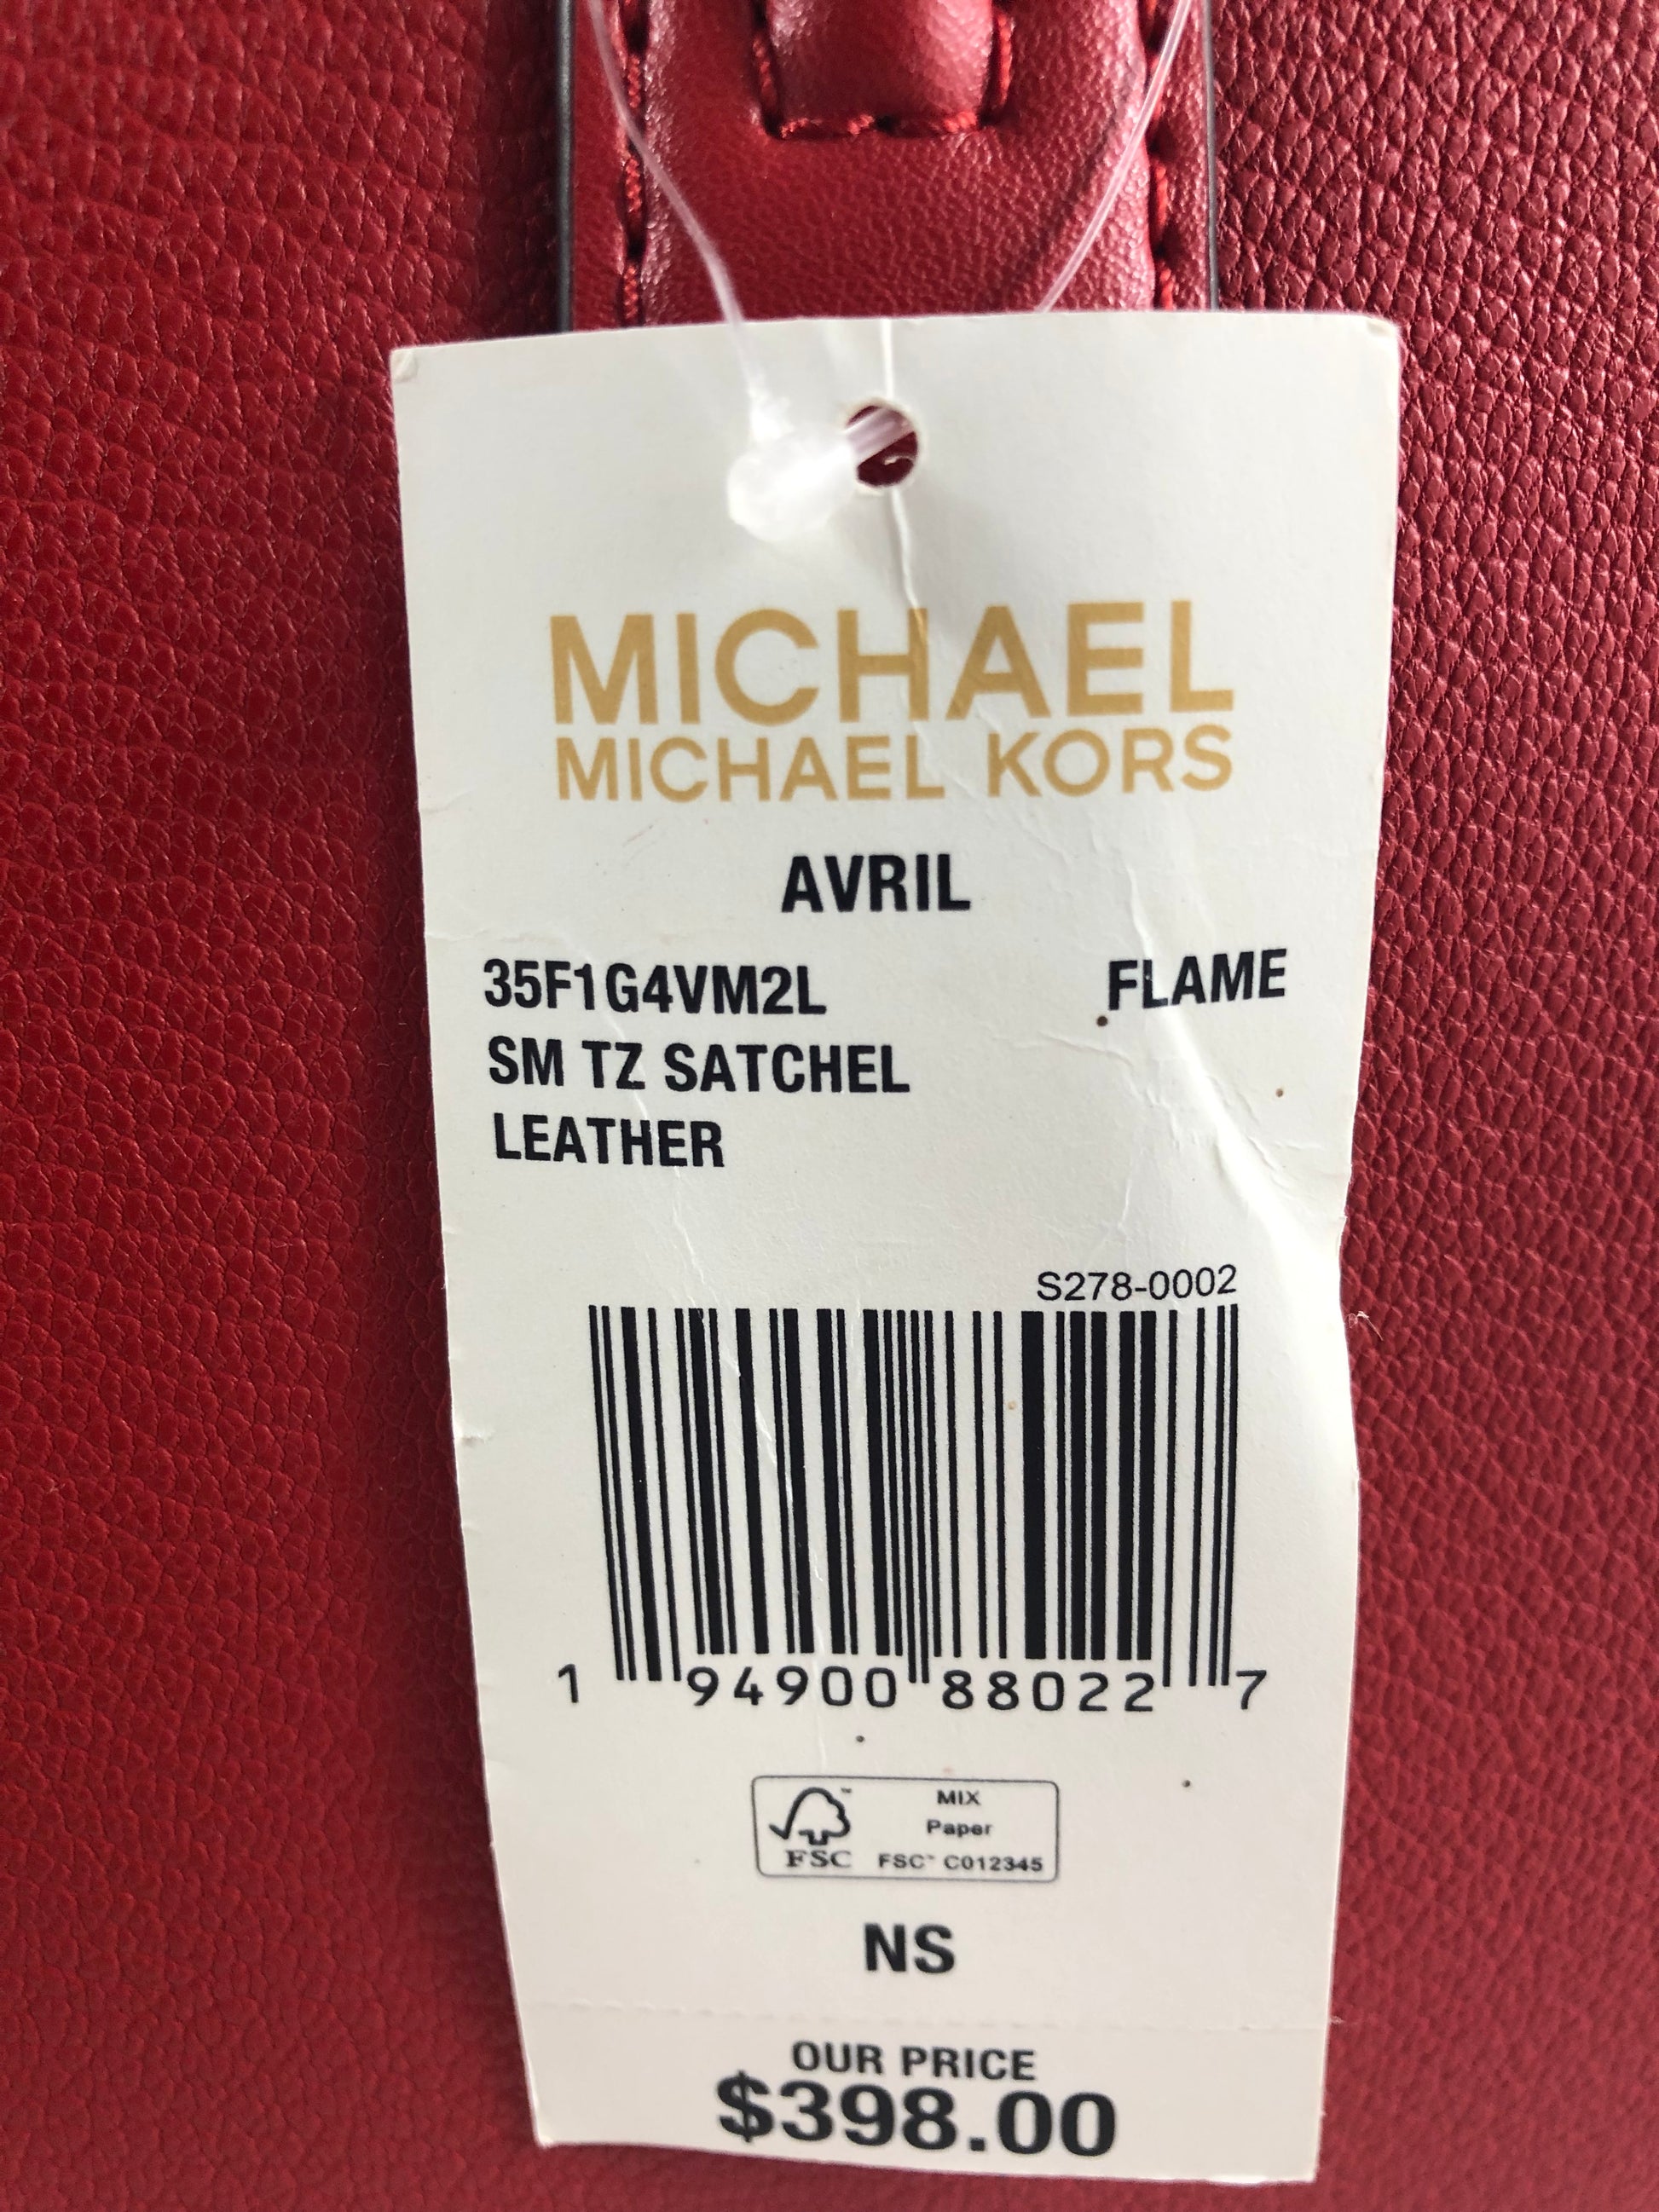 MICHAEL
MICHAEL KORS
AVRIL
35F1G4VM2L FLAME
SM TZ SATCHEL
LEATHER
S278-0002
1 94900 88022 7
FSC
MIX
Paper
FSC™ C012345
NS
OUR PRICE
$398.00